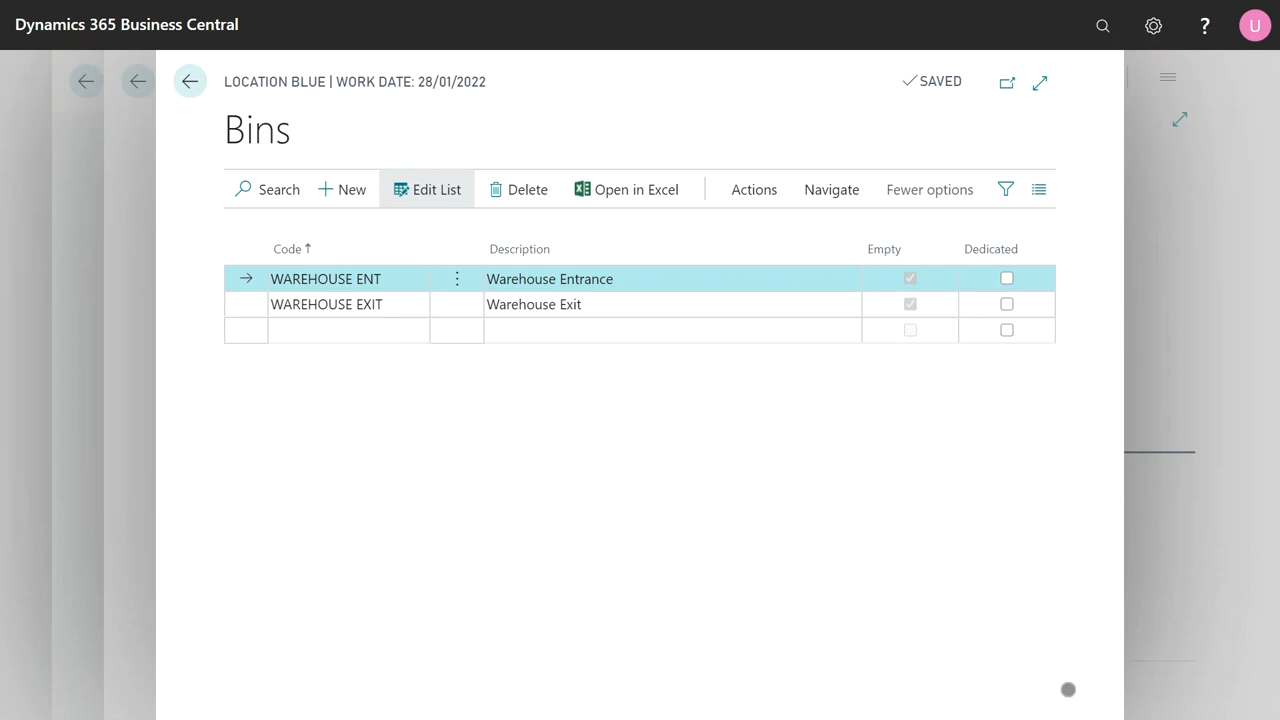 Dynamics 365 Business Central
?
U
LOCATION BLUE | WORK DATE: 28/01/2022
SAVED
Bins
Search
New
Edit List
Delete
Open in Excel
Actions
Navigate
Fewer options
Code ↑
Description
Empty
Dedicated
WAREHOUSE ENT
Warehouse Entrance
WAREHOUSE EXIT
Warehouse Exit